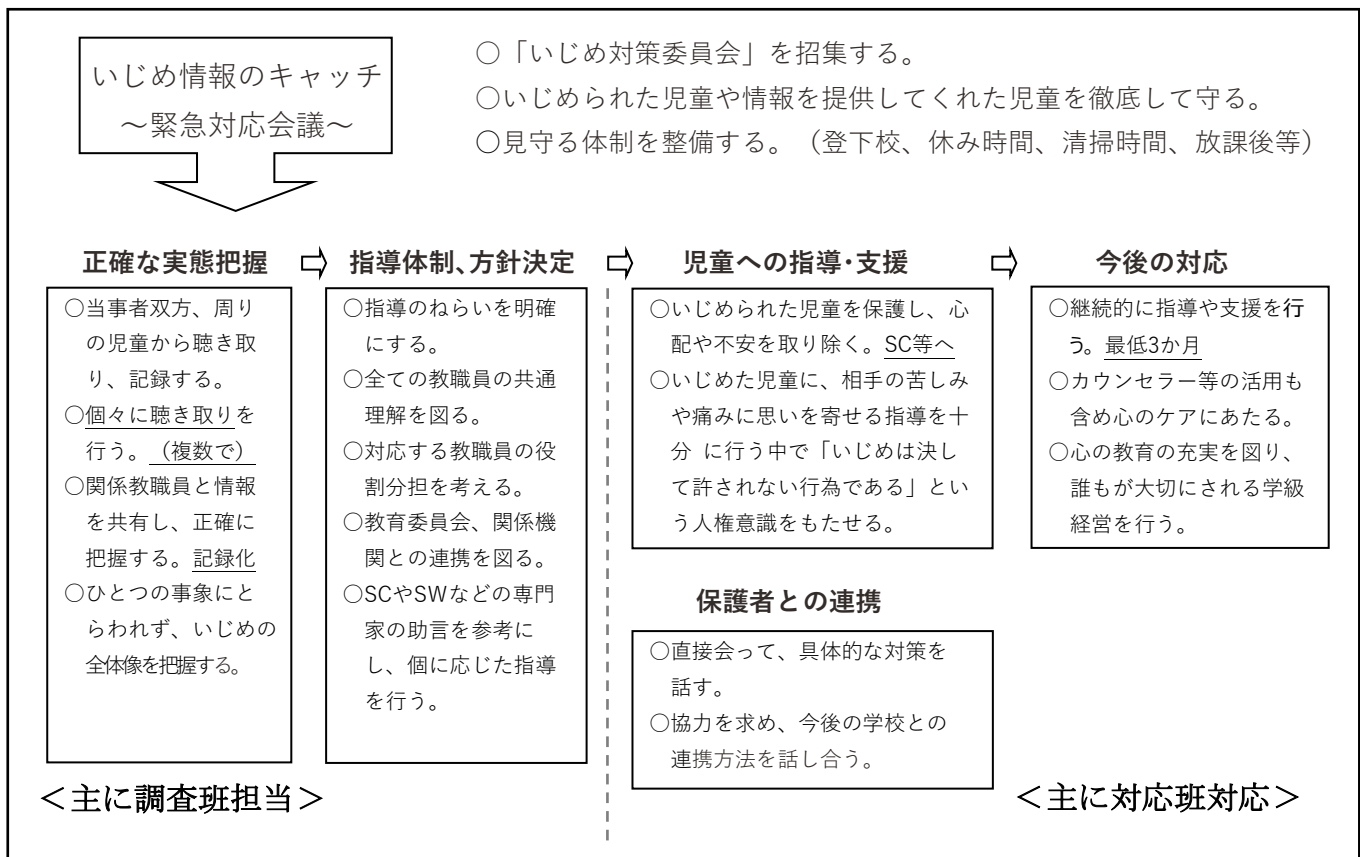 いじめ情報のキャッチ
～緊急対応会議～
○「いじめ対策委員会」を招集する。
○いじめられた児童や情報を提供してくれた児童を徹底して守る。
○見守る体制を整備する。（登下校、休み時間、清掃時間、放課後等）
正確な実態把握
○当事者双方、周り
の児童から聴き取
り、記録する。
○個々に聴き取りを
行う。（複数で）
○関係教職員と情報
を共有し、正確に
把握する。記録化
○ひとつの事象にと
らわれず、いじめの
全体像を把握する。
指導体制、方針決定
○指導のねらいを明確
にする。
○全ての教職員の共通
理解を図る。
○対応する教職員の役
割分担を考える。
○教育委員会、関係機
関との連携を図る。
○SCやSWなどの専門
家の助言を参考に
し、個に応じた指導
を行う。
児童への指導・支援
○いじめられた児童を保護し、心
配や不安を取り除く。SC等へ
○いじめた児童に、相手の苦しみ
や痛みに思いを寄せる指導を十
分 に行う中で「いじめは決し
て許されない行為である」とい
う人権意識をもたせる。
保護者との連携
○直接会って、具体的な対策を
話す。
○協力を求め、今後の学校との
連携方法を話し合う。
今後の対応
○継続的に指導や支援を行
う。最低3か月
○カウンセラー等の活用も
含め心のケアにあたる。
○心の教育の充実を図り、
誰もが大切にされる学級
経営を行う。
＜主に調査班担当＞
＜主に対応班対応＞